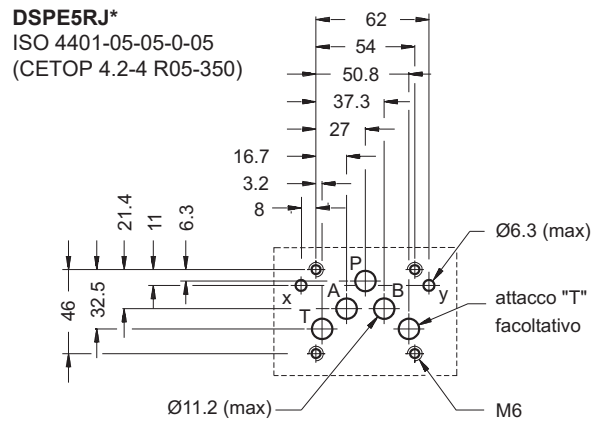 DSPE5RJ*
ISO 4401-05-05-0-05
(CETOP 4.2-4 R05-350)
62
54
50.8
37.3
27
16.7
3.2
8
21.4
11
6.3
46
32.5
P
A
B
x
y
T
Ø6.3 (max)
attacco "T"
facoltativo
Ø11.2 (max)
M6